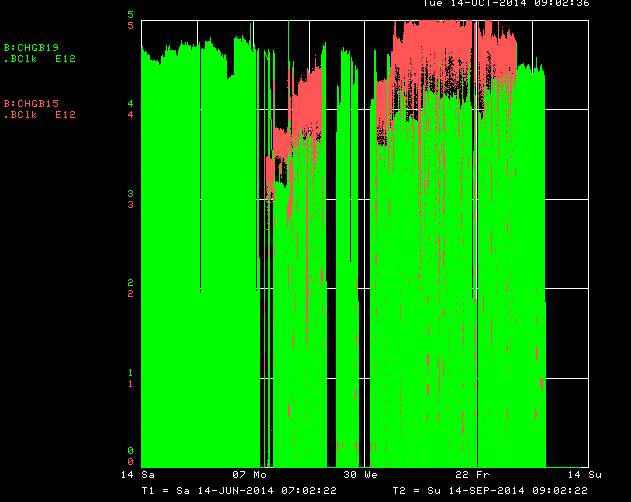 Tue 14-OCT-2014 09:02:36
5
5
B:CHGB19
.BClk E12
B:CHGB15
.BClk E12
4
4
3
3
2
2
1
1
0
0
14 Sa 07 Mo 30 We 22 Fr 14 Su
T1 = Sa 14-JUN-2014 07:02:22 T2 = Su 14-SEP-2014 09:02:22